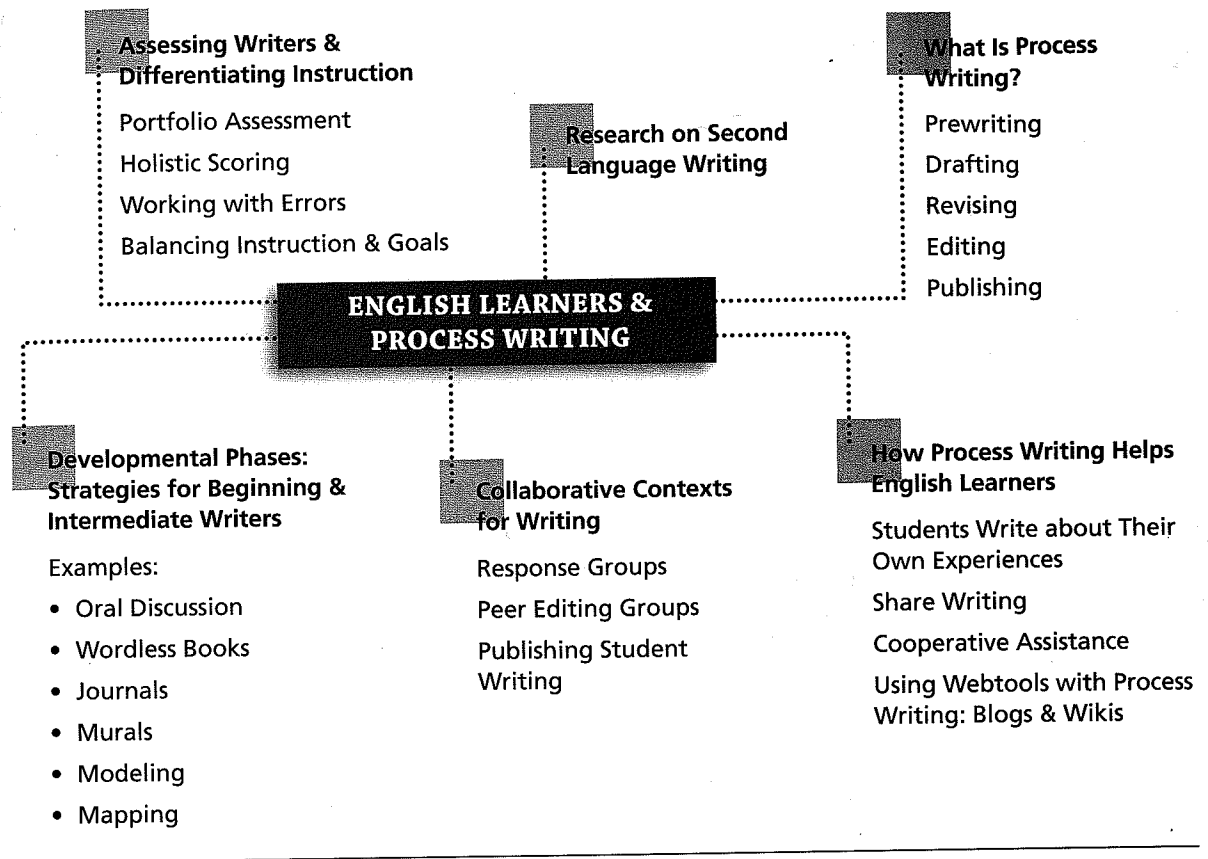 Assessing Writers &
Differentiating Instruction
Portfolio Assessment
Holistic Scoring
Working with Errors
Balancing Instruction & Goals
Research on Second
Language Writing
What Is Process
Writing?
Prewriting
Drafting
Revising
Editing
Publishing
ENGLISH LEARNERS &
PROCESS WRITING
Developmental Phases:
Strategies for Beginning &
Intermediate Writers
Examples:
• Oral Discussion
• Wordless Books
• Journals
• Murals
• Modeling
• Mapping
Collaborative Contexts
for Writing
Response Groups
Peer Editing Groups
Publishing Student
Writing
How Process Writing Helps
English Learners
Students Write about Their
Own Experiences
Share Writing
Cooperative Assistance
Using Webtools with Process
Writing: Blogs & Wikis